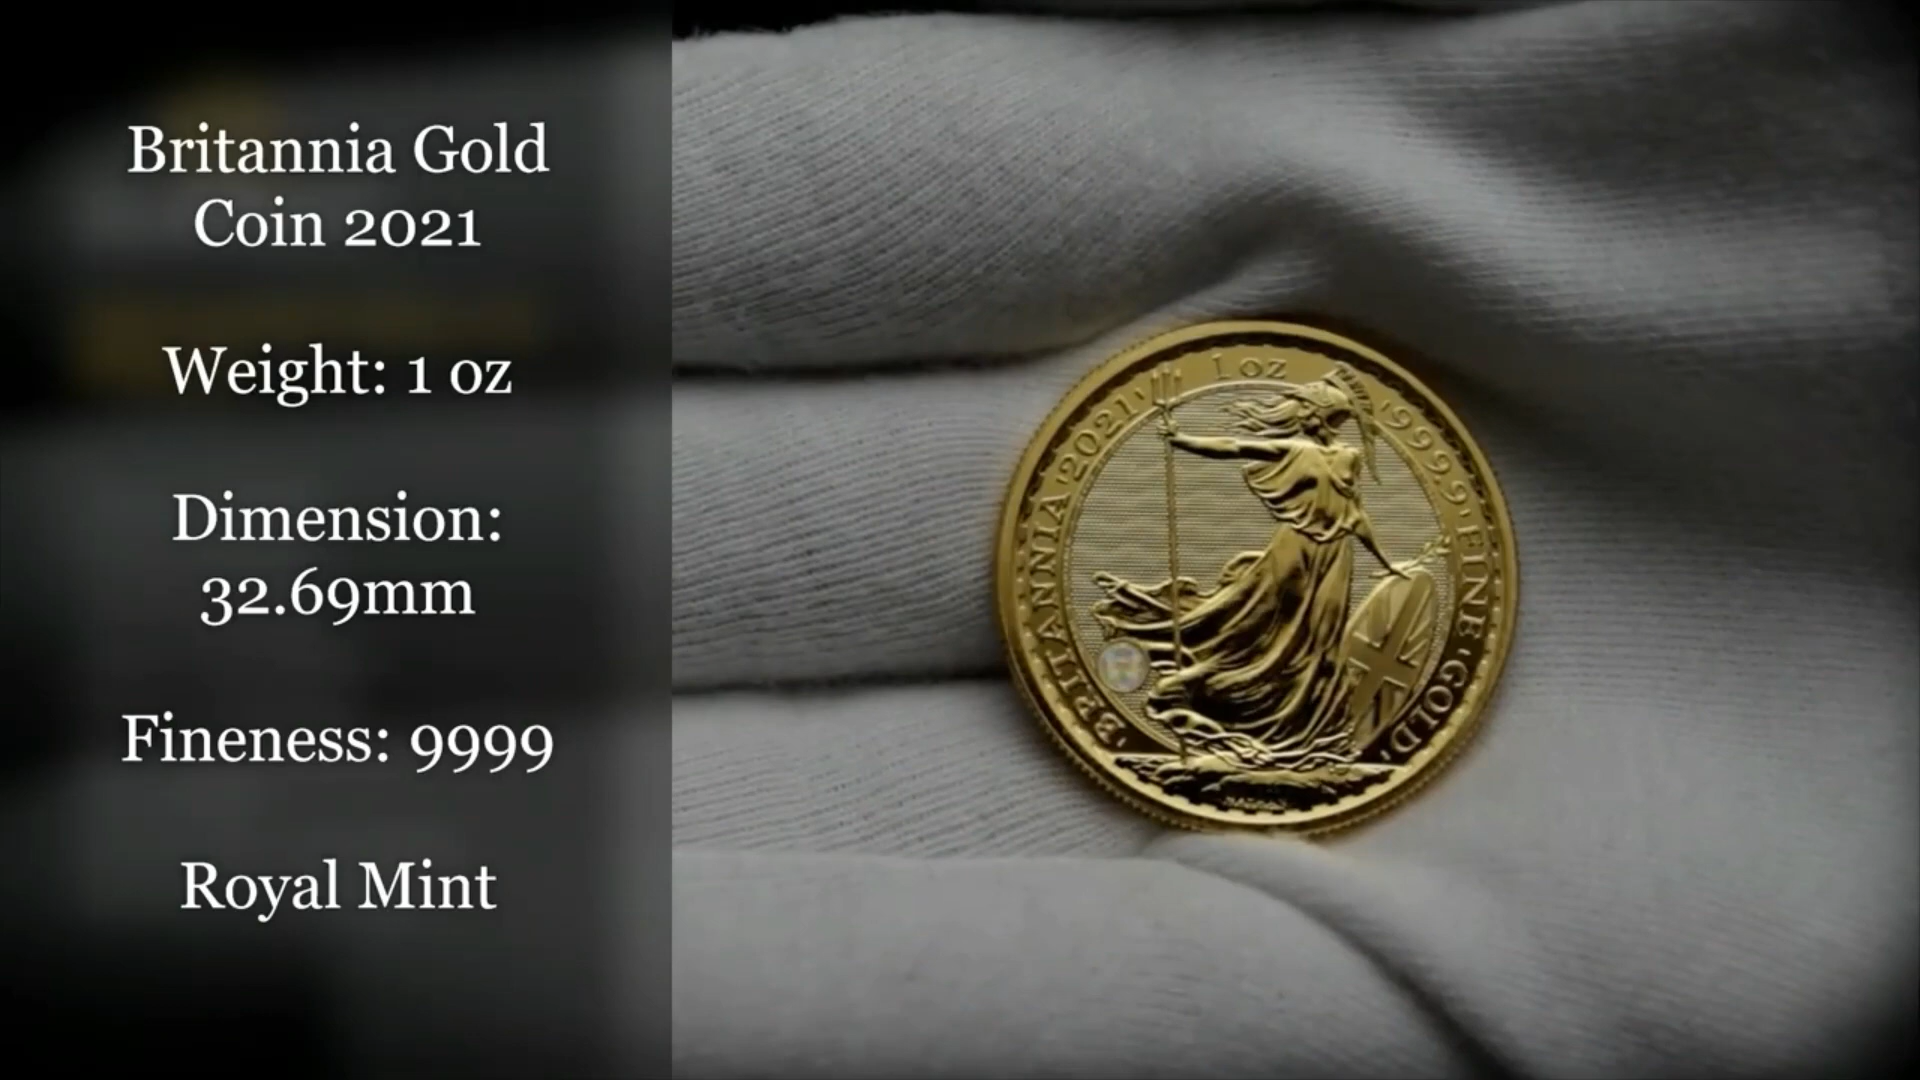 Britannia Gold
Coin 2021
Weight: 1 oz
Dimension:
32.69mm
Fineness: 9999
Royal Mint
BRITANNIA · 2021 · 1 OZ · 999.9 · FINE · GOLD ·